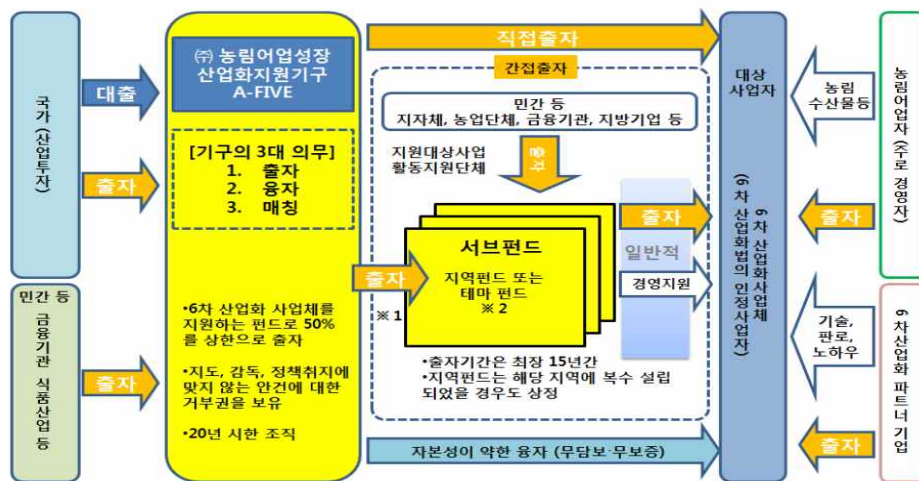 국가 (산업투자)
민간 등
금융기관 식품산업 등
대출
출자
출자
㈜ 농림어업성장
산업화지원기구
A-FIVE
[기구의 3대 의무]
1. 출자
2. 융자
3. 매칭
•6차 산업화 사업체를
지원하는 펀드로 50%
를 상한으로 출자
•지도, 감독, 정책취지에
맞지 않는 안건에 대한
거부권을 보유
•20년 시한 조직
직접출자
간접출자
민간 등
지자체, 농업단체, 금융기관, 지방기업 등
지원대상사업
활동지원단체
출자
출자
※ 1
서브펀드
지역펀드 또는
테마 펀드
※ 2
출자
일반적
경영지원
•출자기간은 최장 15년간
•지역펀드는 해당 지역에 복수 설립
되었을 경우도 상정
자본성이 약한 융자 (무담보·무보증)
대상
사업자
6차 산업화사업체
(6차 산업화법의 인정사업자)
농림
수산물등
출자
기술,
판로,
노하우
출자
농림어업자 (주로 경영자)
6차산업화 파트너 기업